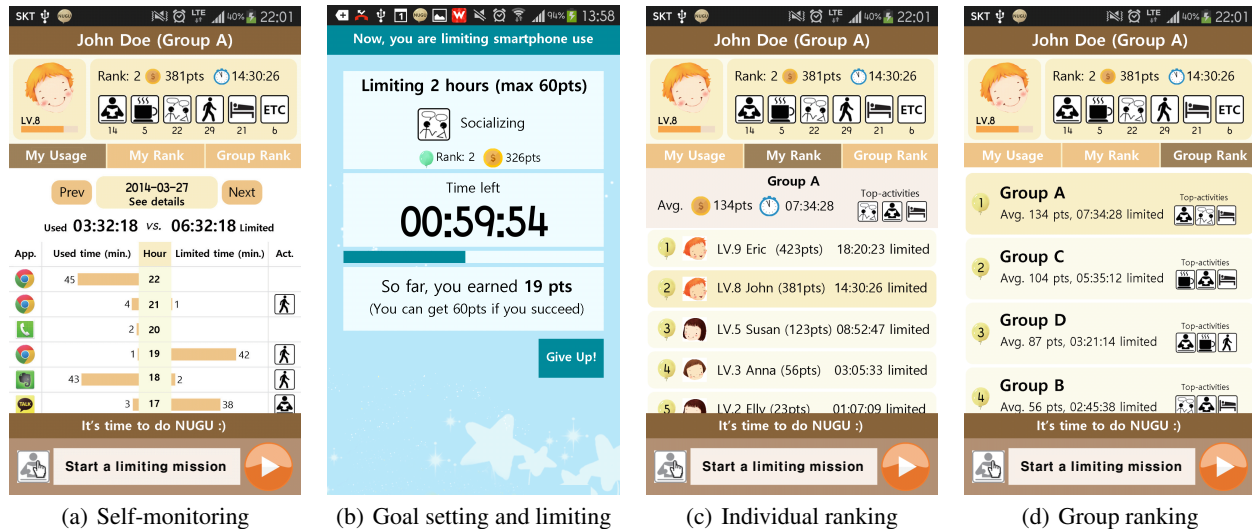 SKT NUGU LTE 40% 22:01
John Doe (Group A)
Rank: 2 S 381pts 14:30:26
ETC
LV.8
14 5 22 29 21 6
My Usage My Rank Group Rank
Prev 2014-03-27 Next
See details
Used 03:32:18 vs. 06:32:18 Limited
App. Used time (min.) Hour Limited time (min.) Act.
45 22
4 21 1
2 20
1 19 42
43 18 2
TALK 3 17 38
It's time to do NUGU :)
Start a limiting mission
(a) Self-monitoring
1 NUGU W 94% 13:58
Now, you are limiting smartphone use
Limiting 2 hours (max 60pts)
Socializing
Rank: 2 S 326pts
Time left
00:59:54
So far, you earned 19 pts
(You can get 60pts if you succeed)
Give Up!
(b) Goal setting and limiting
SKT NUGU LTE 40% 22:01
John Doe (Group A)
Rank: 2 S 381pts 14:30:26
ETC
LV.8
14 5 22 29 21 6
My Usage My Rank Group Rank
Group A
Top-activities
Avg. S 134pts 07:34:28
1 LV.9 Eric (423pts) 18:20:23 limited
2 LV.8 John (381pts) 14:30:26 limited
3 LV.5 Susan (123pts) 08:52:47 limited
4 LV.3 Anna (56pts) 03:05:33 limited
5 LV.2 Elly (23pts) 01:07:09 limited
It's time to do NUGU :)
Start a limiting mission
(c) Individual ranking
SKT NUGU LTE 40% 22:01
John Doe (Group A)
Rank: 2 S 381pts 14:30:26
ETC
LV.8
14 5 22 29 21 6
My Usage My Rank Group Rank
1 Group A
Top-activities
Avg. 134 pts, 07:34:28 limited
2 Group C
Top-activities
Avg. 104 pts, 05:35:12 limited
3 Group D
Top-activities
Avg. 87 pts, 03:21:14 limited
4 Group B
Top-activities
Avg. 56 pts, 02:45:38 limited
It's time to do NUGU :)
Start a limiting mission
(d) Group ranking